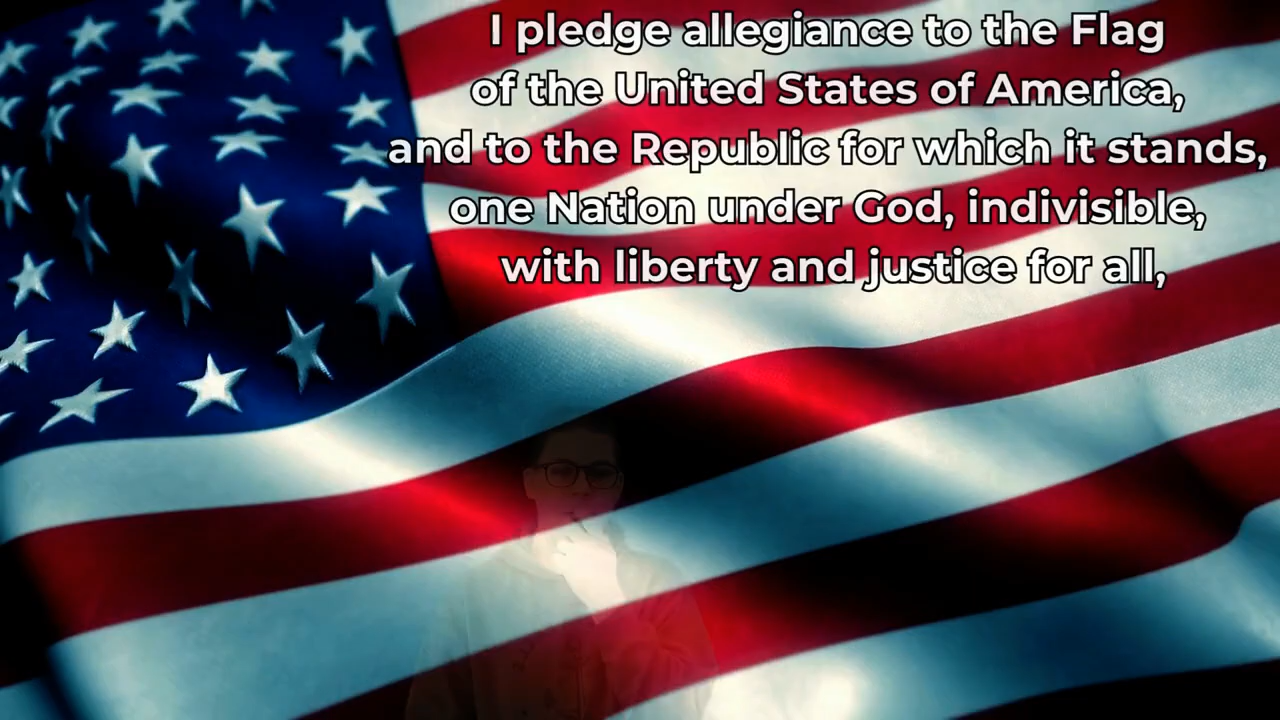 I pledge allegiance to the Flag
of the United States of America,
and to the Republic for which it stands,
one Nation under God, indivisible,
with liberty and justice for all,